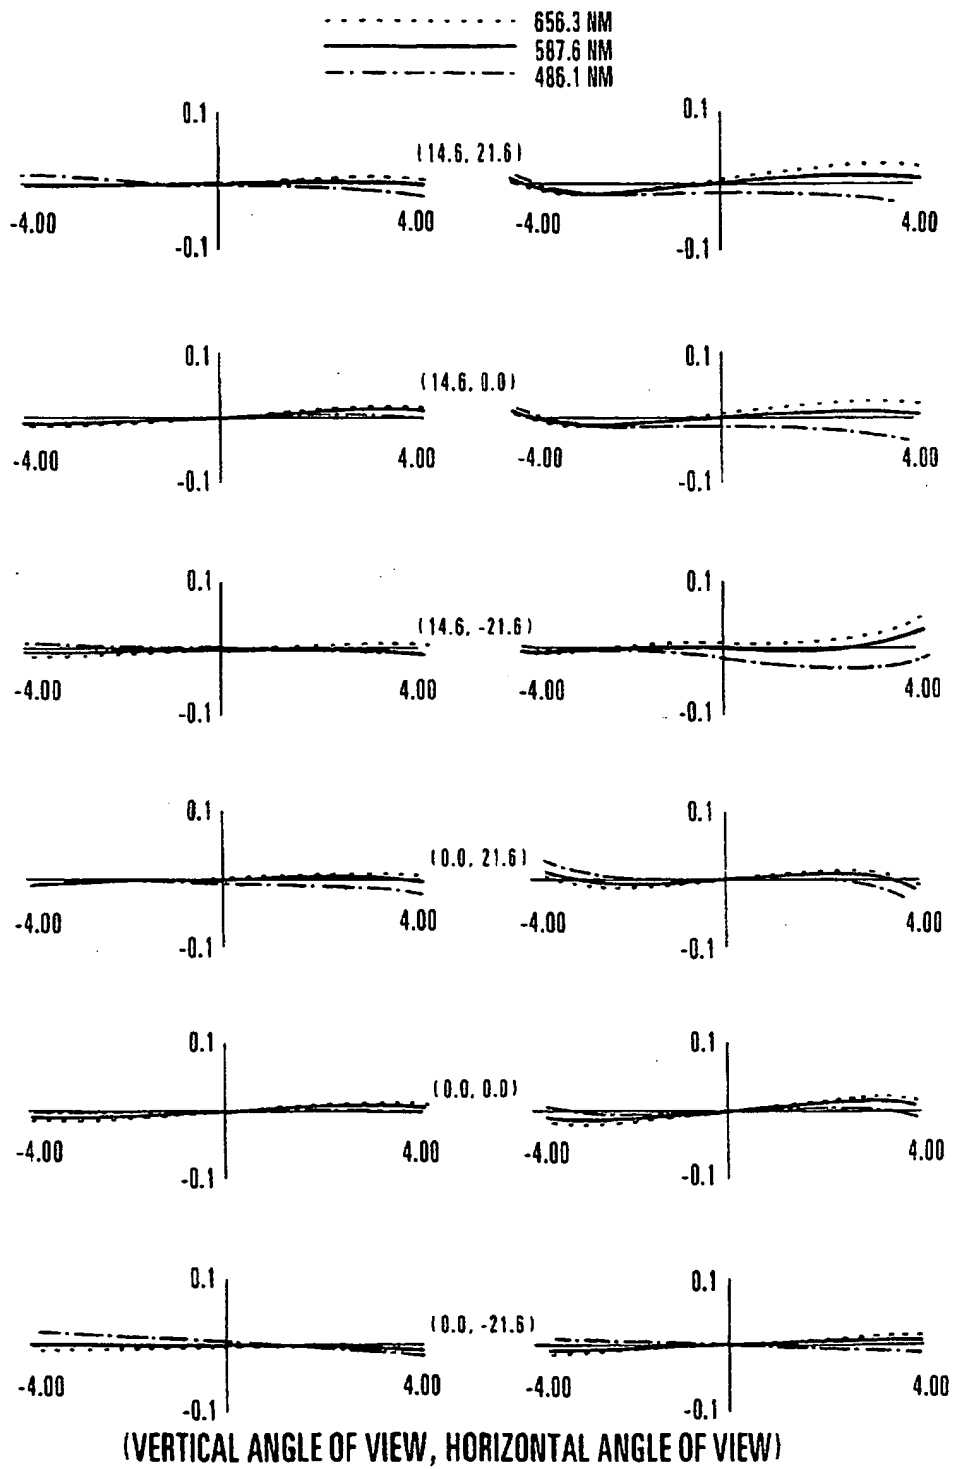 656.3 NM
587.6 NM
486.1 NM
0.1 0.1
(14.6, 21.6)
-4.00 4.00 -4.00 4.00
-0.1 -0.1
0.1 0.1
(14.6, 0.0)
-4.00 4.00 -4.00 4.00
-0.1 -0.1
0.1 0.1
(14.6, -21.6)
-4.00 4.00 -4.00 4.00
-0.1 -0.1
0.1 0.1
(0.0, 21.6)
-4.00 4.00 -4.00 4.00
-0.1 -0.1
0.1 0.1
(0.0, 0.0)
-4.00 4.00 -4.00 4.00
-0.1 -0.1
0.1 0.1
(0.0, -21.6)
-4.00 4.00 -4.00 4.00
-0.1 -0.1
(VERTICAL ANGLE OF VIEW, HORIZONTAL ANGLE OF VIEW)